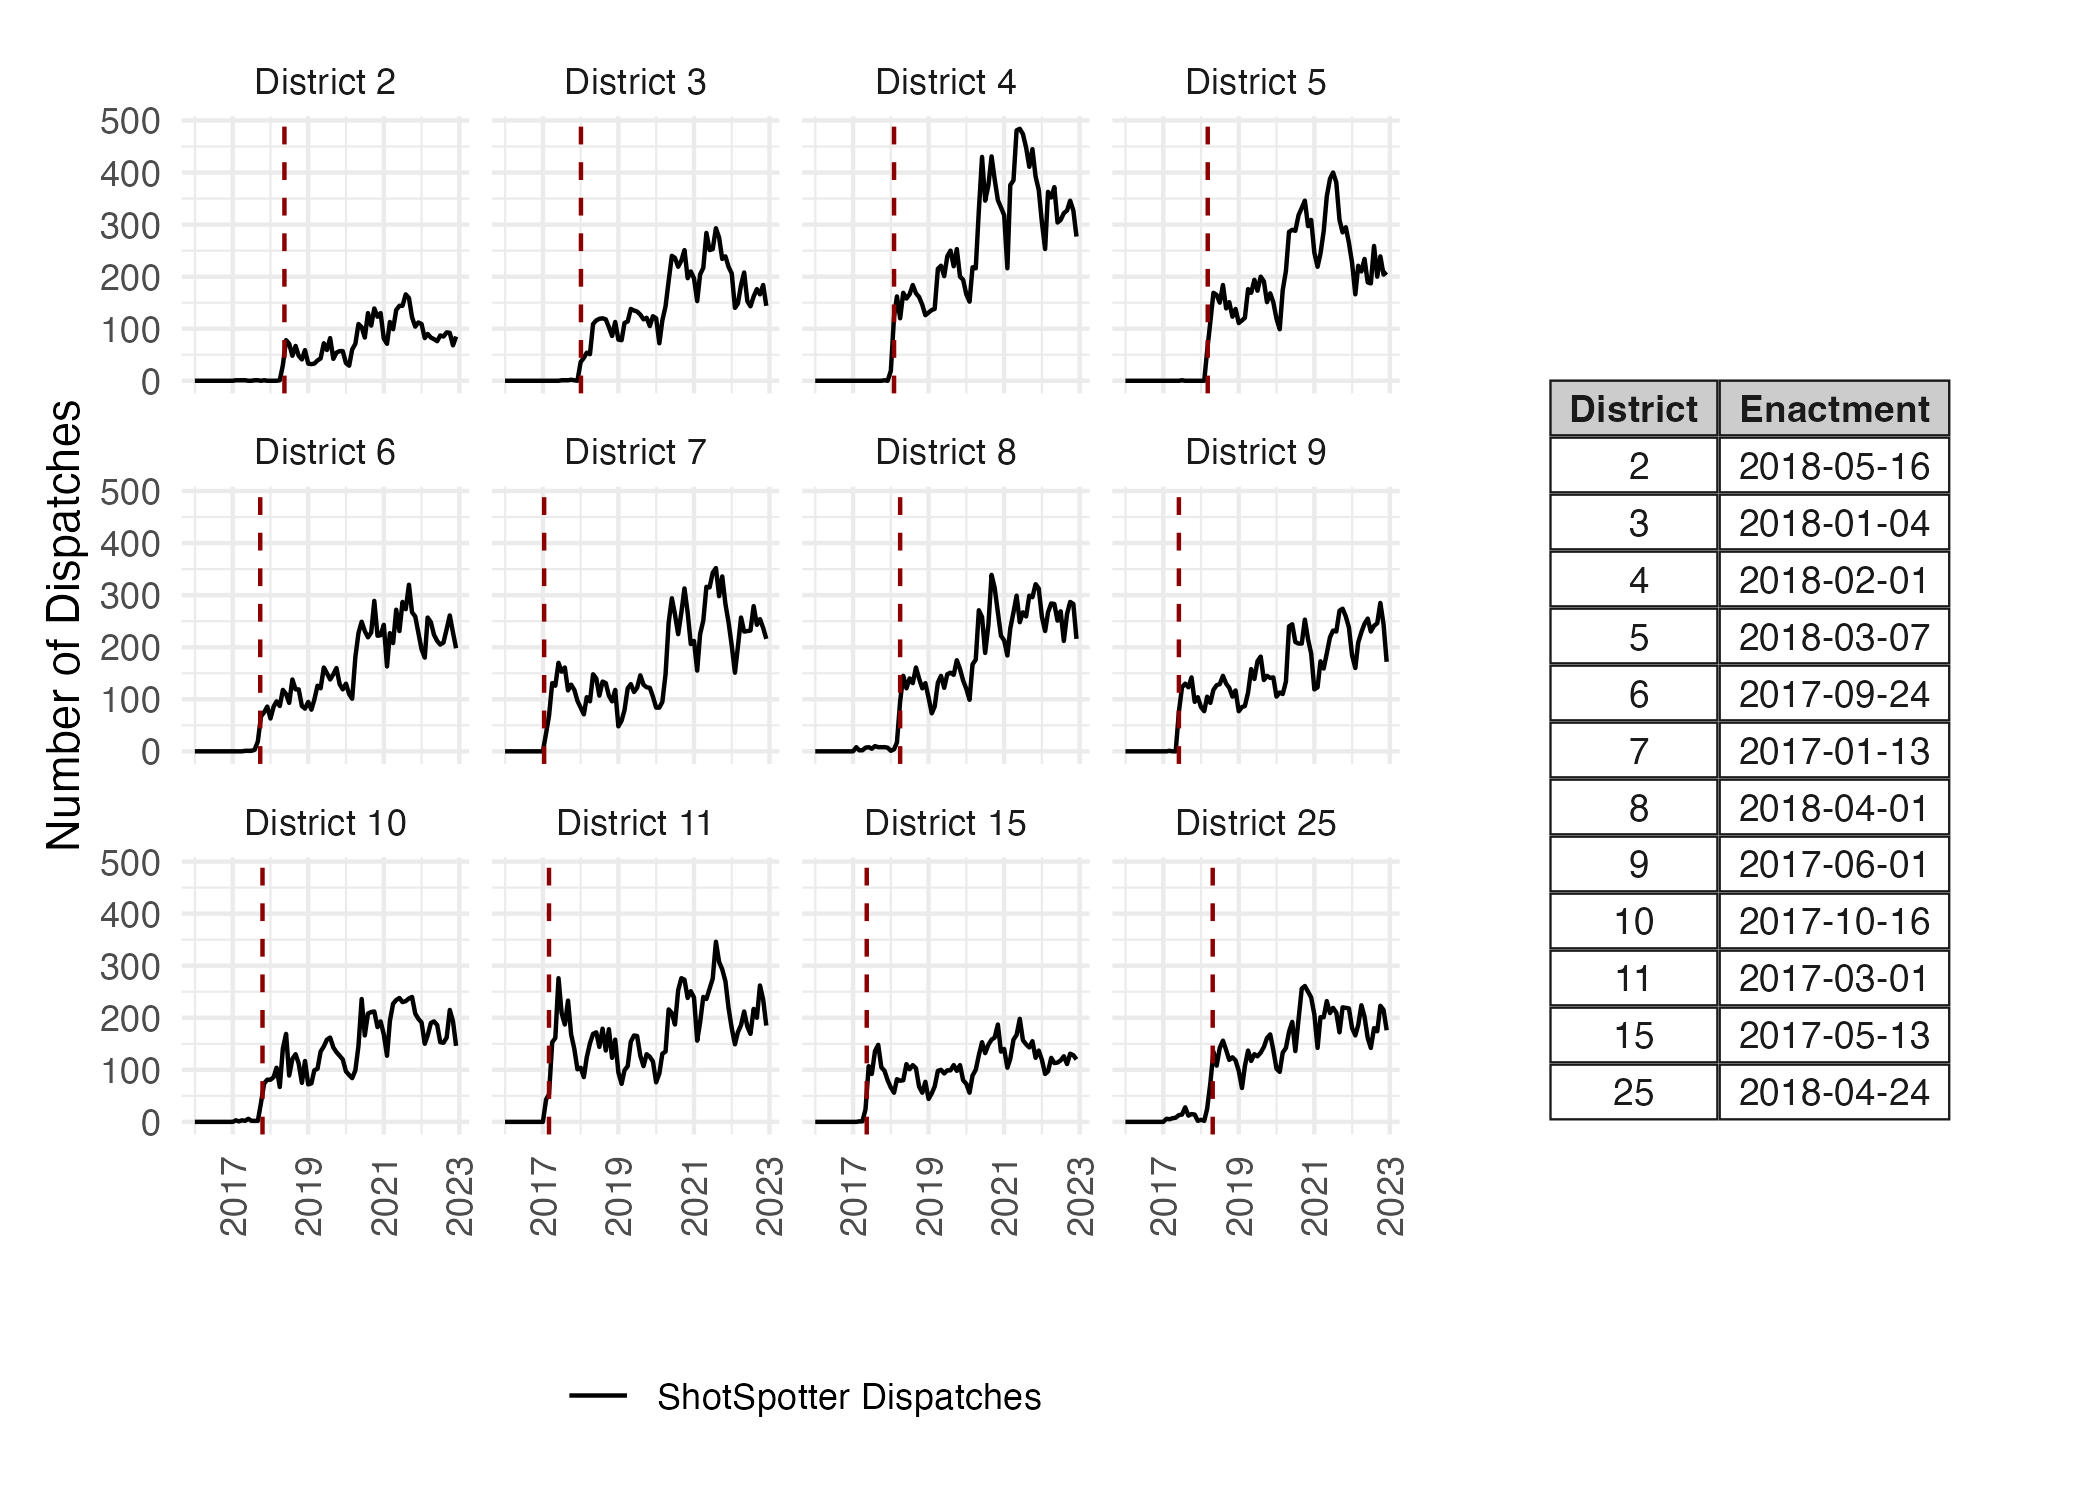 District 2
District 3
District 4
District 5
500
400
300
200
100
0
District 6
District 7
District 8
District 9
500
400
300
200
100
0
District 10
District 11
District 15
District 25
500
400
300
200
100
0
2017 2019 2021 2023
2017 2019 2021 2023
2017 2019 2021 2023
2017 2019 2021 2023
Number of Dispatches
ShotSpotter Dispatches
District Enactment
2 2018-05-16
3 2018-01-04
4 2018-02-01
5 2018-03-07
6 2017-09-24
7 2017-01-13
8 2018-04-01
9 2017-06-01
10 2017-10-16
11 2017-03-01
15 2017-05-13
25 2018-04-24